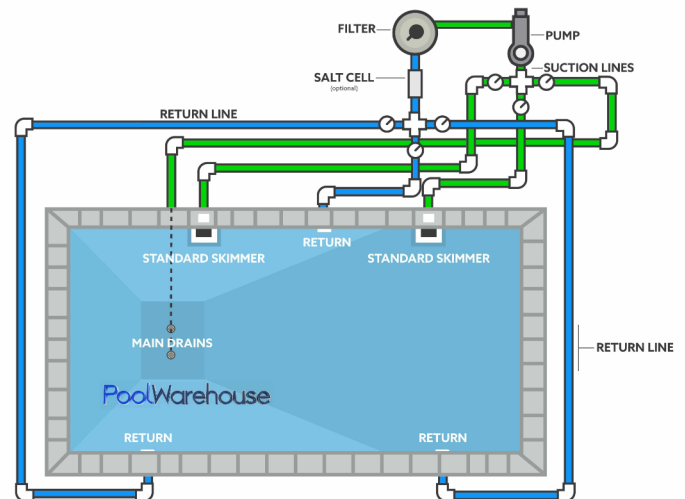 FILTER
PUMP
SUCTION LINES
SALT CELL
(optional)
RETURN LINE
RETURN
STANDARD SKIMMER
STANDARD SKIMMER
MAIN DRAINS
RETURN LINE
PoolWarehouse
RETURN
RETURN